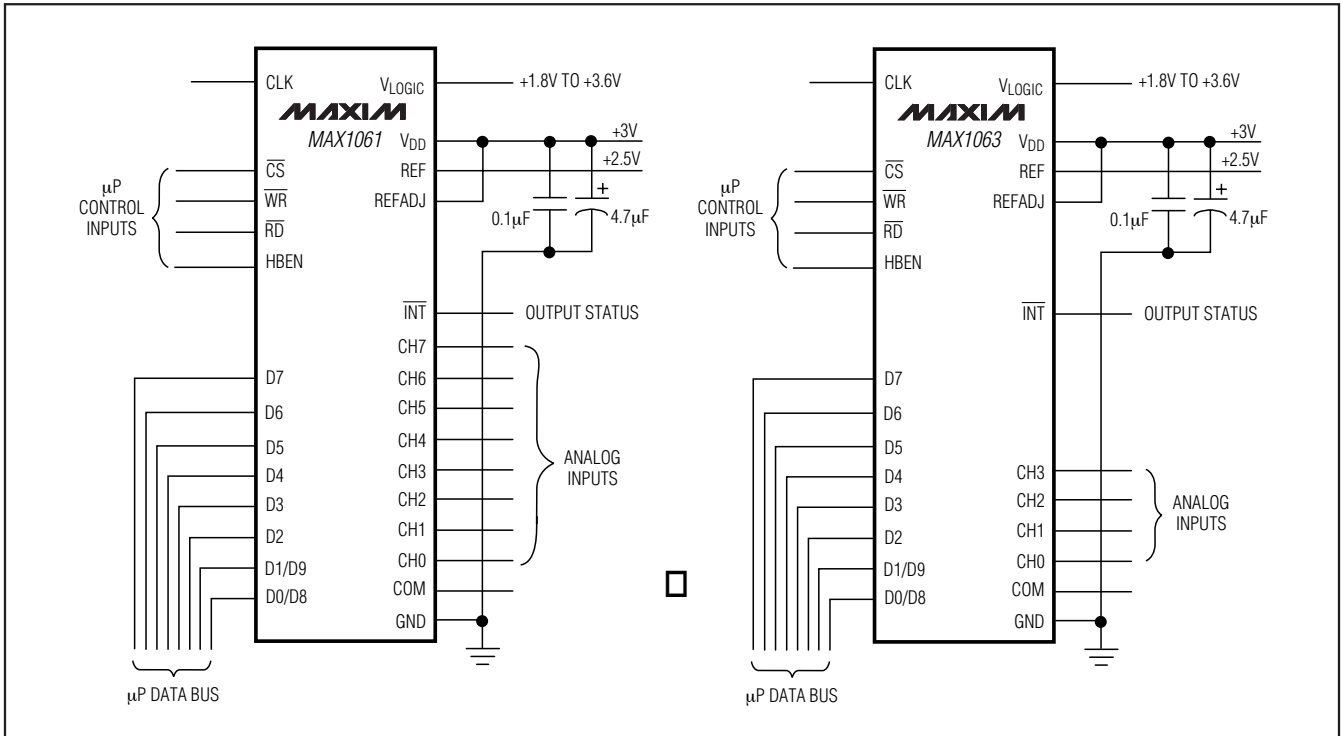 CLK
VLOGIC
+1.8V TO +3.6V
MAXIM
MAX1061
VDD
+3V
REF
+2.5V
REFADJ
+
0.1μF
4.7μF
μP
CONTROL
INPUTS
CS
WR
RD
HBEN
INT
OUTPUT STATUS
CH7
CH6
CH5
CH4
CH3
CH2
CH1
CH0
ANALOG
INPUTS
COM
GND
D7
D6
D5
D4
D3
D2
D1/D9
D0/D8
μP DATA BUS
CLK
VLOGIC
+1.8V TO +3.6V
MAXIM
MAX1063
VDD
+3V
REF
+2.5V
REFADJ
+
0.1μF
4.7μF
μP
CONTROL
INPUTS
CS
WR
RD
HBEN
INT
OUTPUT STATUS
CH3
CH2
CH1
CH0
ANALOG
INPUTS
COM
GND
D7
D6
D5
D4
D3
D2
D1/D9
D0/D8
μP DATA BUS